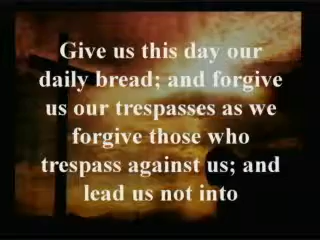 Give us this day our
daily bread; and forgive
us our trespasses as we
forgive those who
trespass against us; and
lead us not into